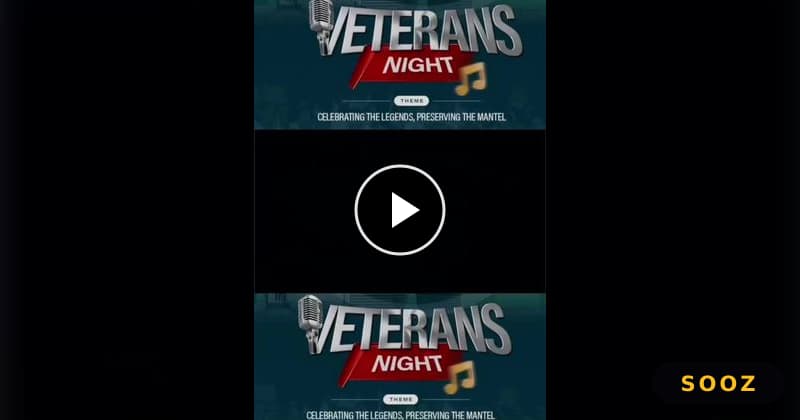 VETERANS
NIGHT
THEME
CELEBRATING THE LEGENDS, PRESERVING THE MANTEL
VETERANS
NIGHT
THEME
CELEBRATING THE LEGENDS, PRESERVING THE MANTEL
SOOZ